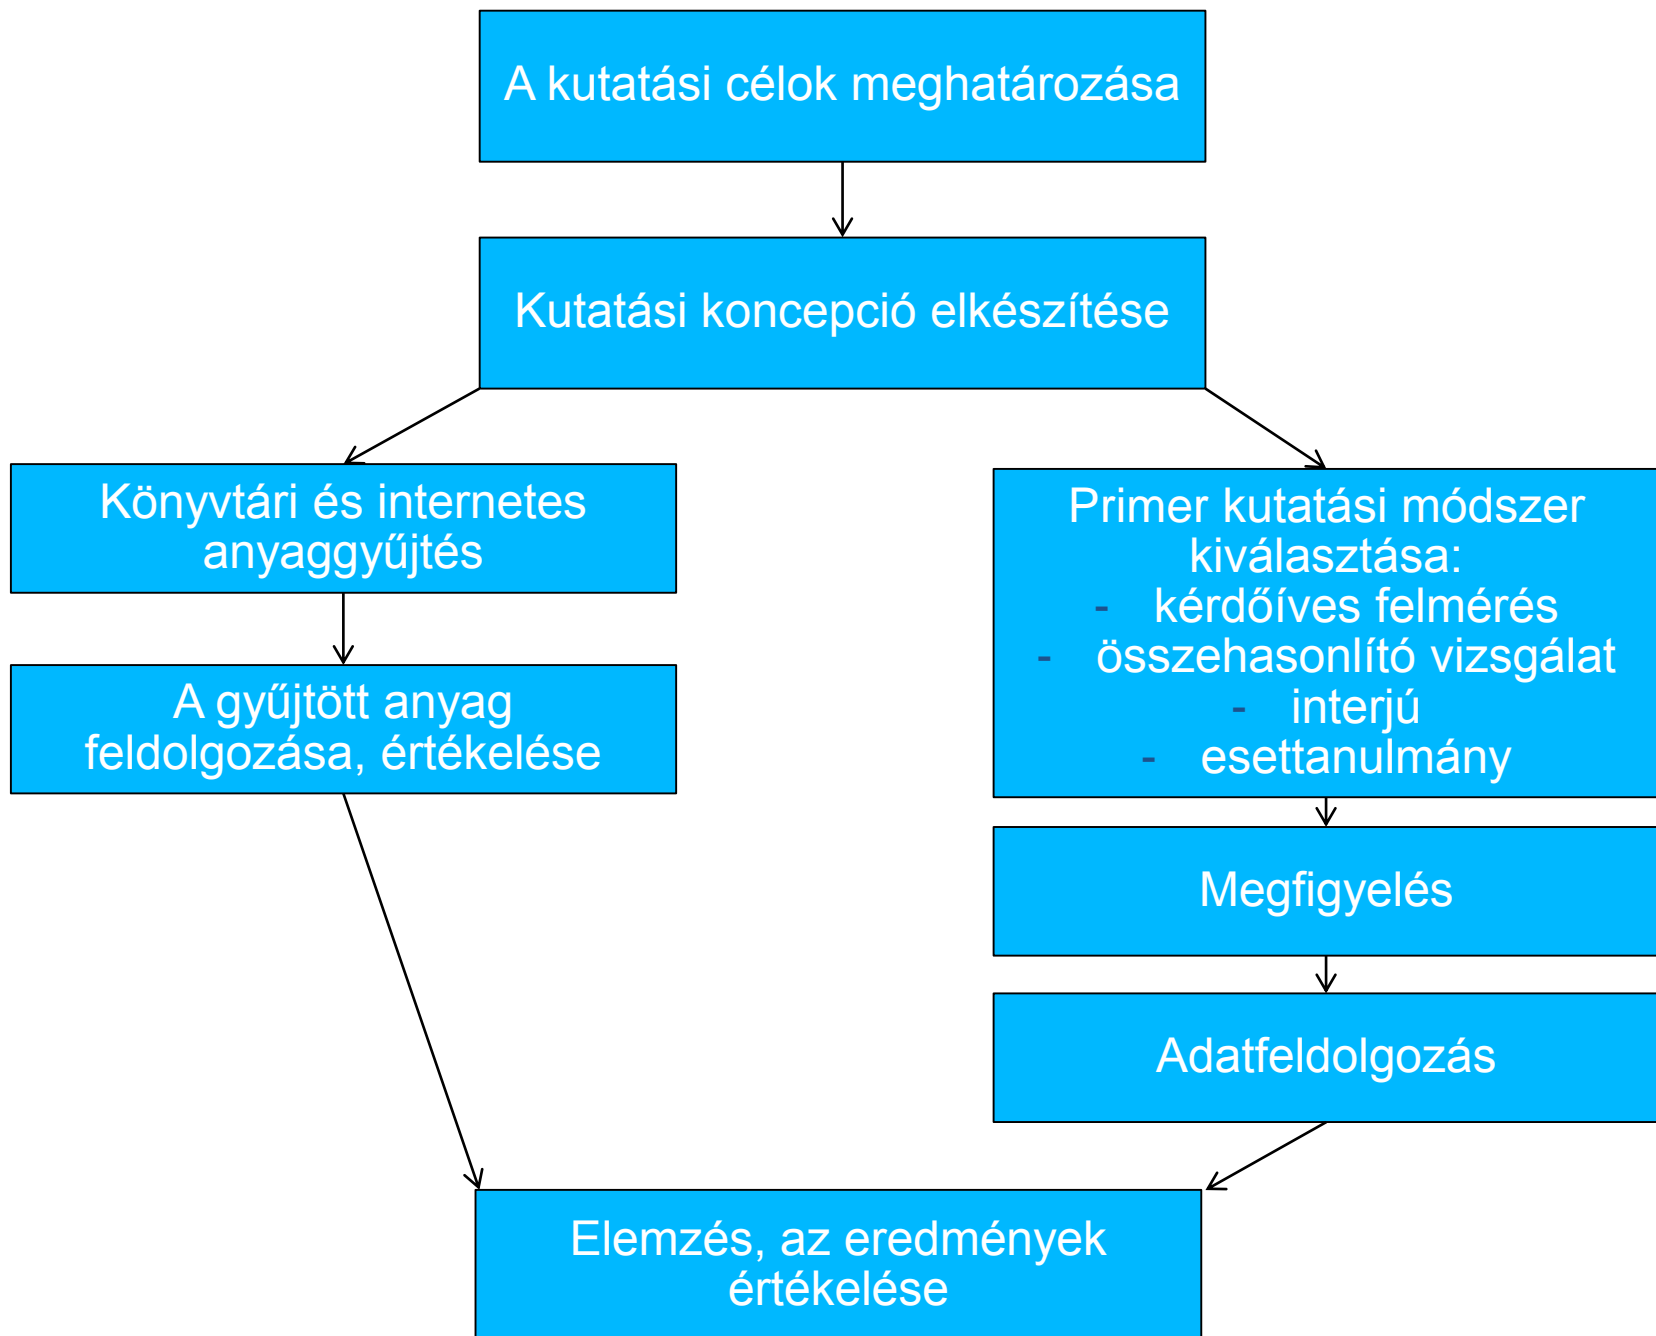 A kutatási célok meghatározása
Kutatási koncepció elkészítése
Könyvtári és internetes
anyaggyűjtés
A gyűjtött anyag
feldolgozása, értékelése
Primer kutatási módszer
kiválasztása:
- kérdőíves felmérés
- összehasonlító vizsgálat
- interjú
- esettanulmány
Megfigyelés
Adatfeldolgozás
Elemzés, az eredmények
értékelése